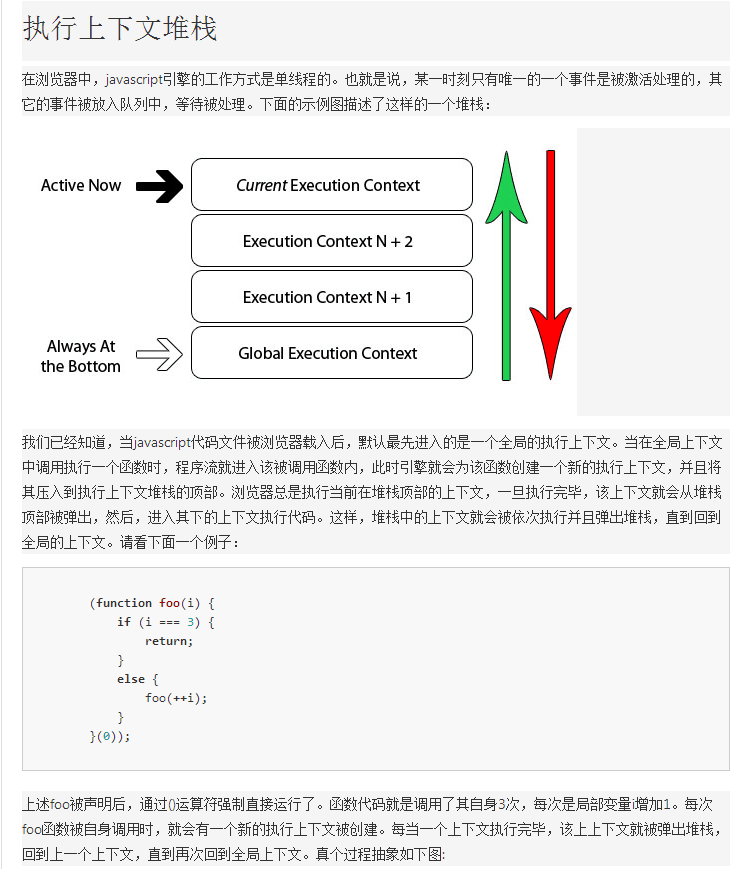 执行上下文堆栈
在浏览器中，javascript引擎的工作方式是单线程的。也就是说，某一时刻只有唯一的一个事件是被激活处理的，其
它的事件被放入队列中，等待被处理。下面的示例图描述了这样的一个堆栈：
Active Now
Current Execution Context
Execution Context N + 2
Execution Context N + 1
Always At
the Bottom
Global Execution Context
我们已经知道，当javascript代码文件被浏览器载入后，默认最先进入的是一个全局的执行上下文。当在全局上下文
中调用执行一个函数时，程序流就进入该被调用函数内，此时引擎就会为该函数创建一个新的执行上下文，并且将
其压入到执行上下文堆栈的顶部。浏览器总是执行当前在堆栈顶部的上下文，一旦执行完毕，该上下文就会从堆栈
顶部被弹出，然后，进入其下的上下文执行代码。这样，堆栈中的上下文就会被依次执行并且弹出堆栈，直到回到
全局的上下文。请看下面一个例子：
(function foo(i) {
if (i === 3) {
return;
}
else {
foo(++i);
}
}(0));
上述foo被声明后，通过()运算符强制直接运行了。函数代码就是调用了其自身3次，每次是局部变量i增加1。每次
foo函数被自身调用时，就会有一个新的执行上下文被创建。每当一个上下文执行完毕，该上上下文就被弹出堆栈，
回到上一个上下文，直到再次回到全局上下文。真个过程抽象如下图: